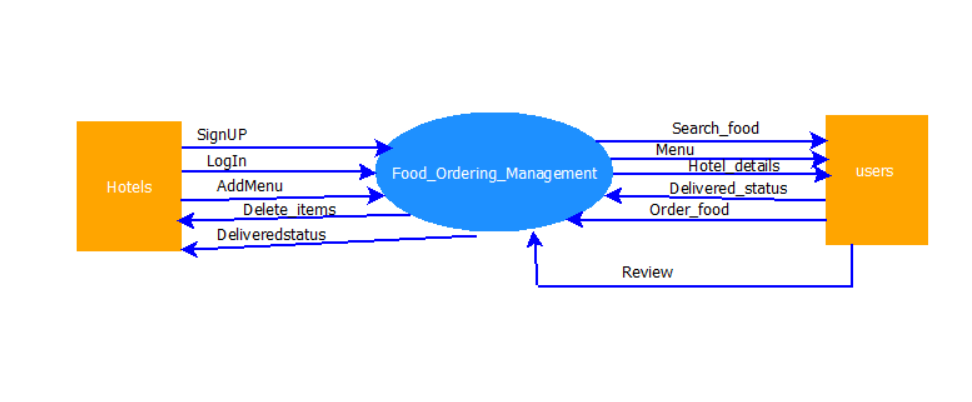 Hotels
SignUP
LogIn
AddMenu
Delete_items
Deliveredstatus
Food_Ordering_Management
Search_food
Menu
Hotel_details
Delivered_status
Order_food
Review
users